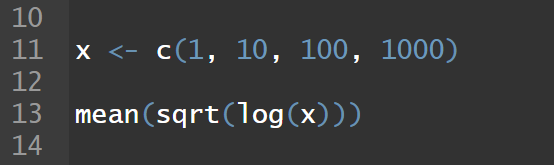 10
11 x <- c(1, 10, 100, 1000)
12
13 mean(sqrt(log(x)))
14